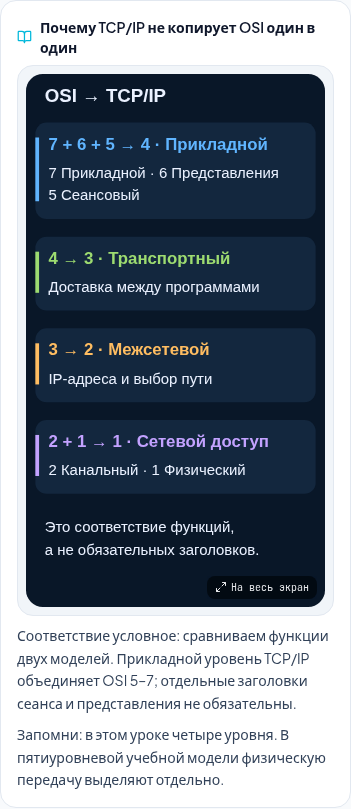 Почему TCP/IP не копирует OSI один в
один
OSI → TCP/IP
7 + 6 + 5 → 4 · Прикладной
7 Прикладной · 6 Представления
5 Сеансовый
4 → 3 · Транспортный
Доставка между программами
3 → 2 · Межсетевой
IP-адреса и выбор пути
2 + 1 → 1 · Сетевой доступ
2 Канальный · 1 Физический
Это соответствие функций,
а не обязательных заголовков.
На весь экран
Соответствие условное: сравниваем функции
двух моделей. Прикладной уровень TCP/IP
объединяет OSI 5–7; отдельные заголовки
сеанса и представления не обязательны.
Запомни: в этом уроке четыре уровня. В
пятиуровневой учебной модели физическую
передачу выделяют отдельно.